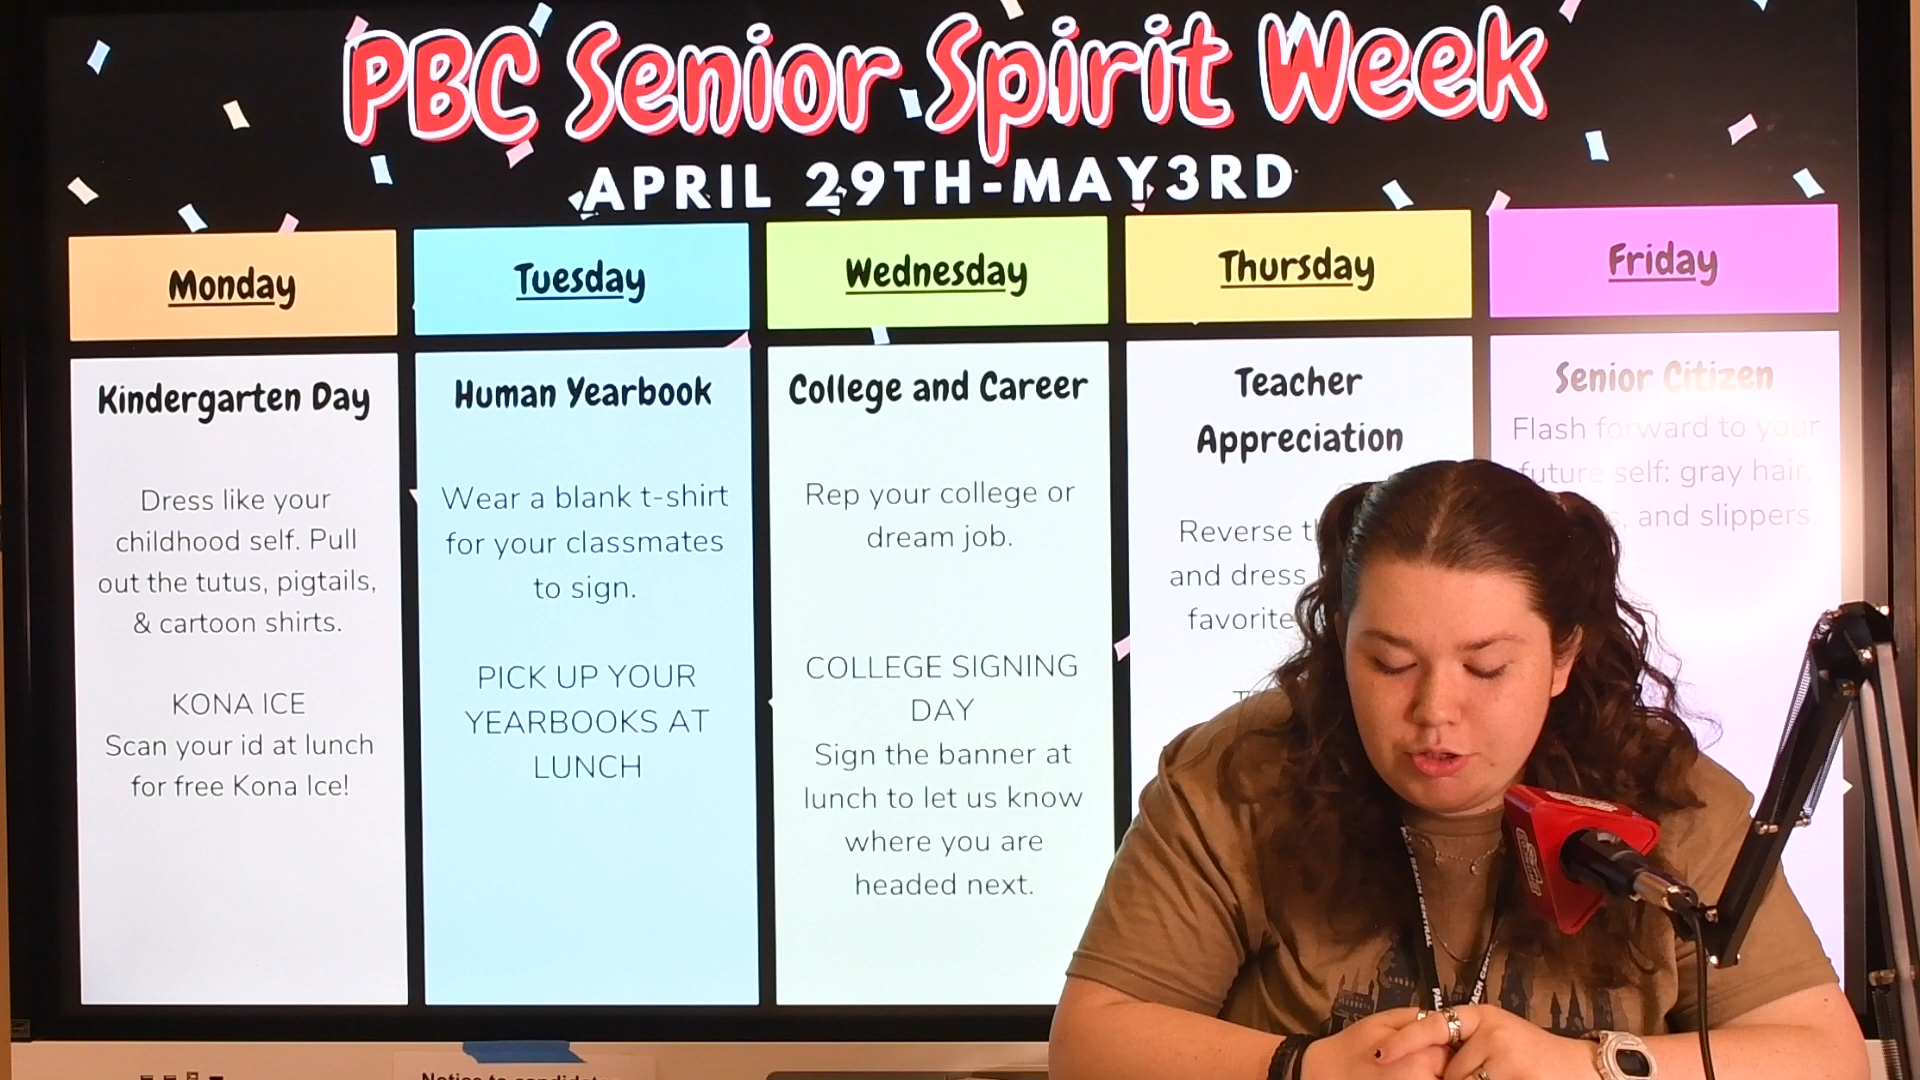 PBC Senior Spirit Week
APRIL 29TH-MAY 3RD
Monday
Kindergarten Day
Dress like your
childhood self. Pull
out the tutus, pigtails,
& cartoon shirts.
KONA ICE
Scan your id at lunch
for free Kona Ice!
Tuesday
Human Yearbook
Wear a blank t-shirt
for your classmates
to sign.
PICK UP YOUR
YEARBOOKS AT
LUNCH
Wednesday
College and Career
Rep your college or
dream job.
COLLEGE SIGNING
DAY
Sign the banner at
lunch to let us know
where you are
headed next.
Thursday
Teacher
Appreciation
Reverse
and dress
favorite
Friday
Senior Citizen
Flash forward to your
future self: gray hair,
and slippers
BEACH CENTRAL
Notice to